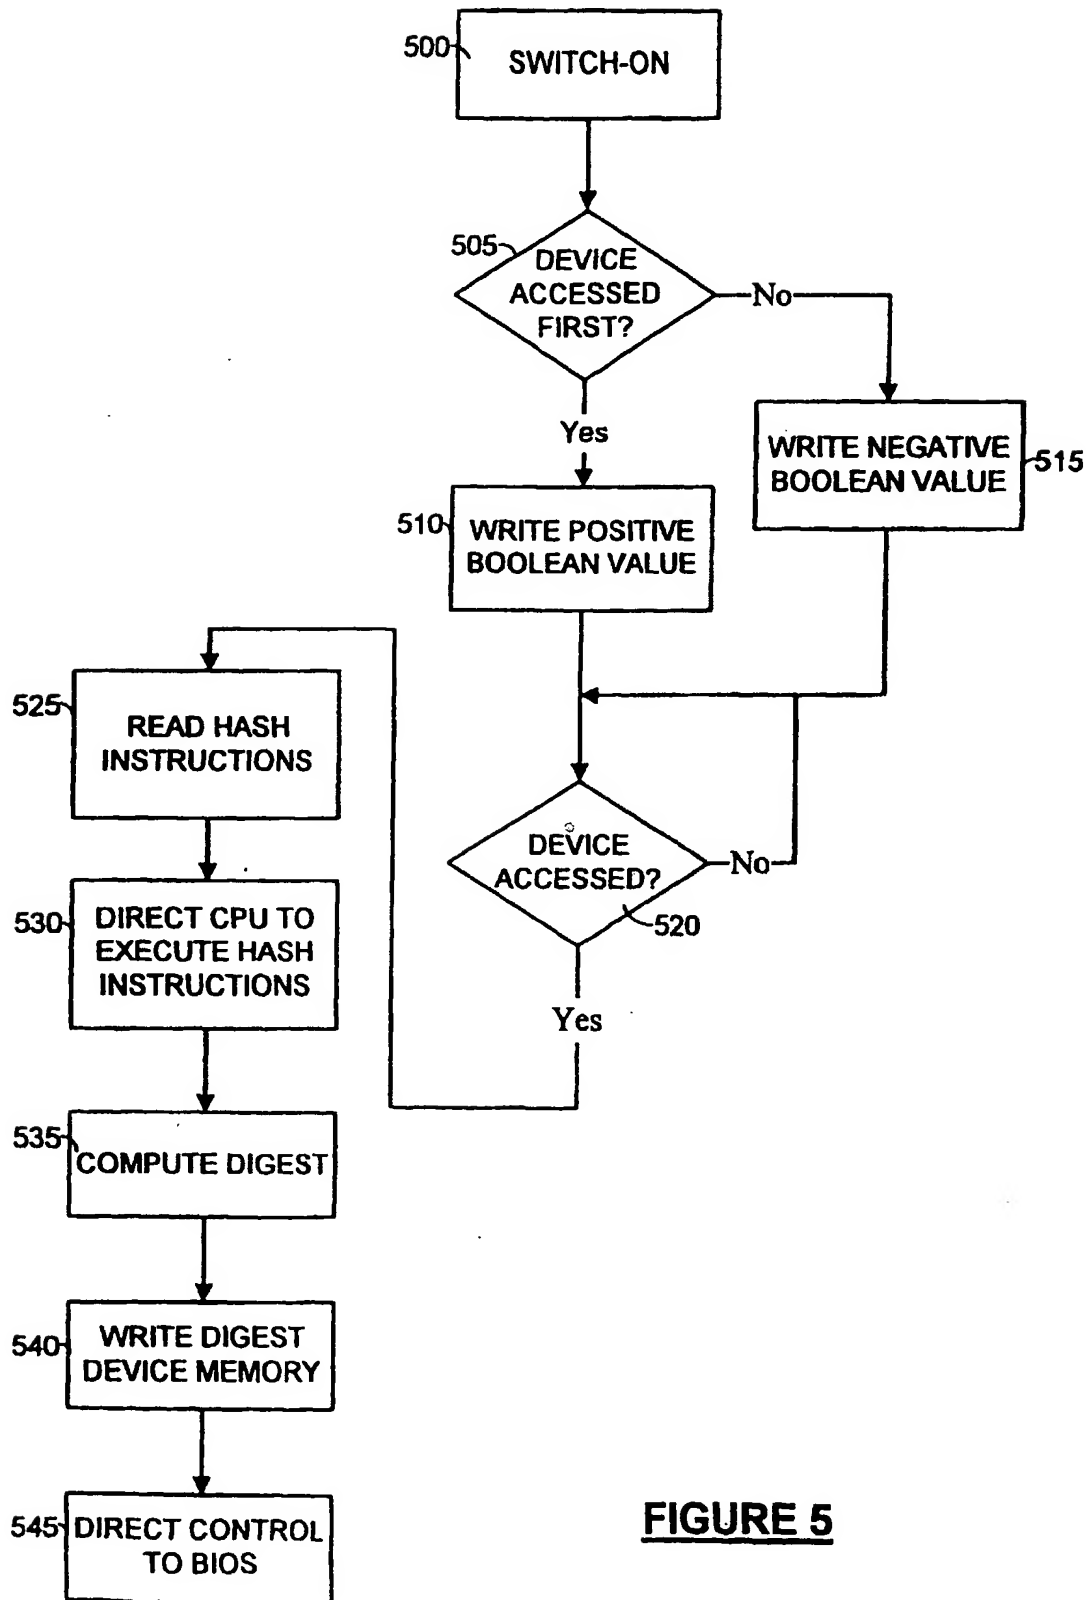 500
SWITCH-ON
505
DEVICE
ACCESSED
FIRST?
No
Yes
WRITE NEGATIVE
BOOLEAN VALUE
515
510
WRITE POSITIVE
BOOLEAN VALUE
525
READ HASH
INSTRUCTIONS
DEVICE
ACCESSED?
No
520
530
DIRECT CPU TO
EXECUTE HASH
INSTRUCTIONS
Yes
535
COMPUTE DIGEST
540
WRITE DIGEST
DEVICE MEMORY
545
DIRECT CONTROL
TO BIOS
FIGURE 5